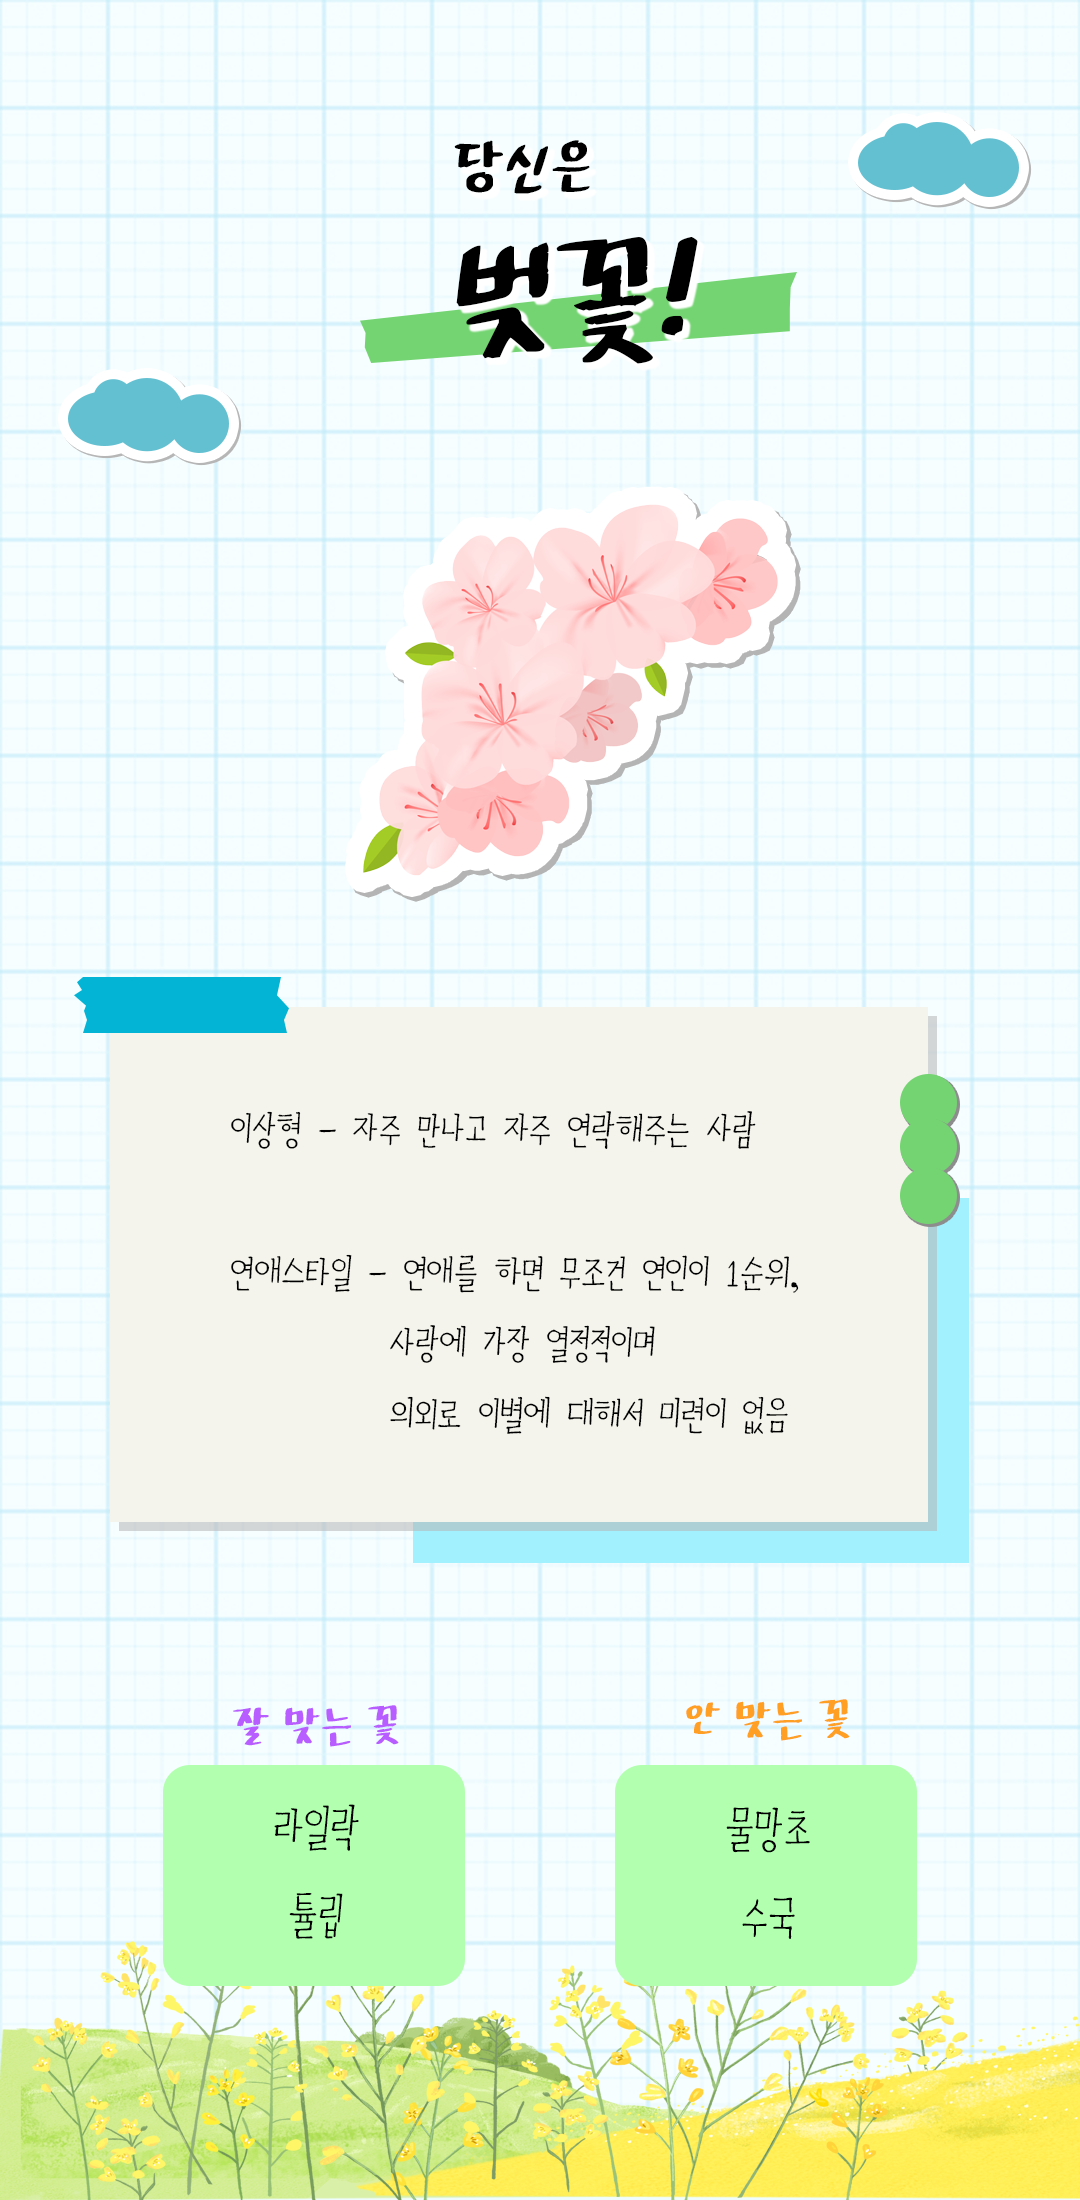 당신은
벚꽃!
이상형 - 자주 만나고 자주 연락해주는 사람
연애스타일 - 연애를 하면 무조건 연인이 1순위,
사랑에 가장 열정적이며
의외로 이별에 대해서 미련이 없음
잘 맞는 꽃
라일락
튤립
안 맞는 꽃
물망초
수국